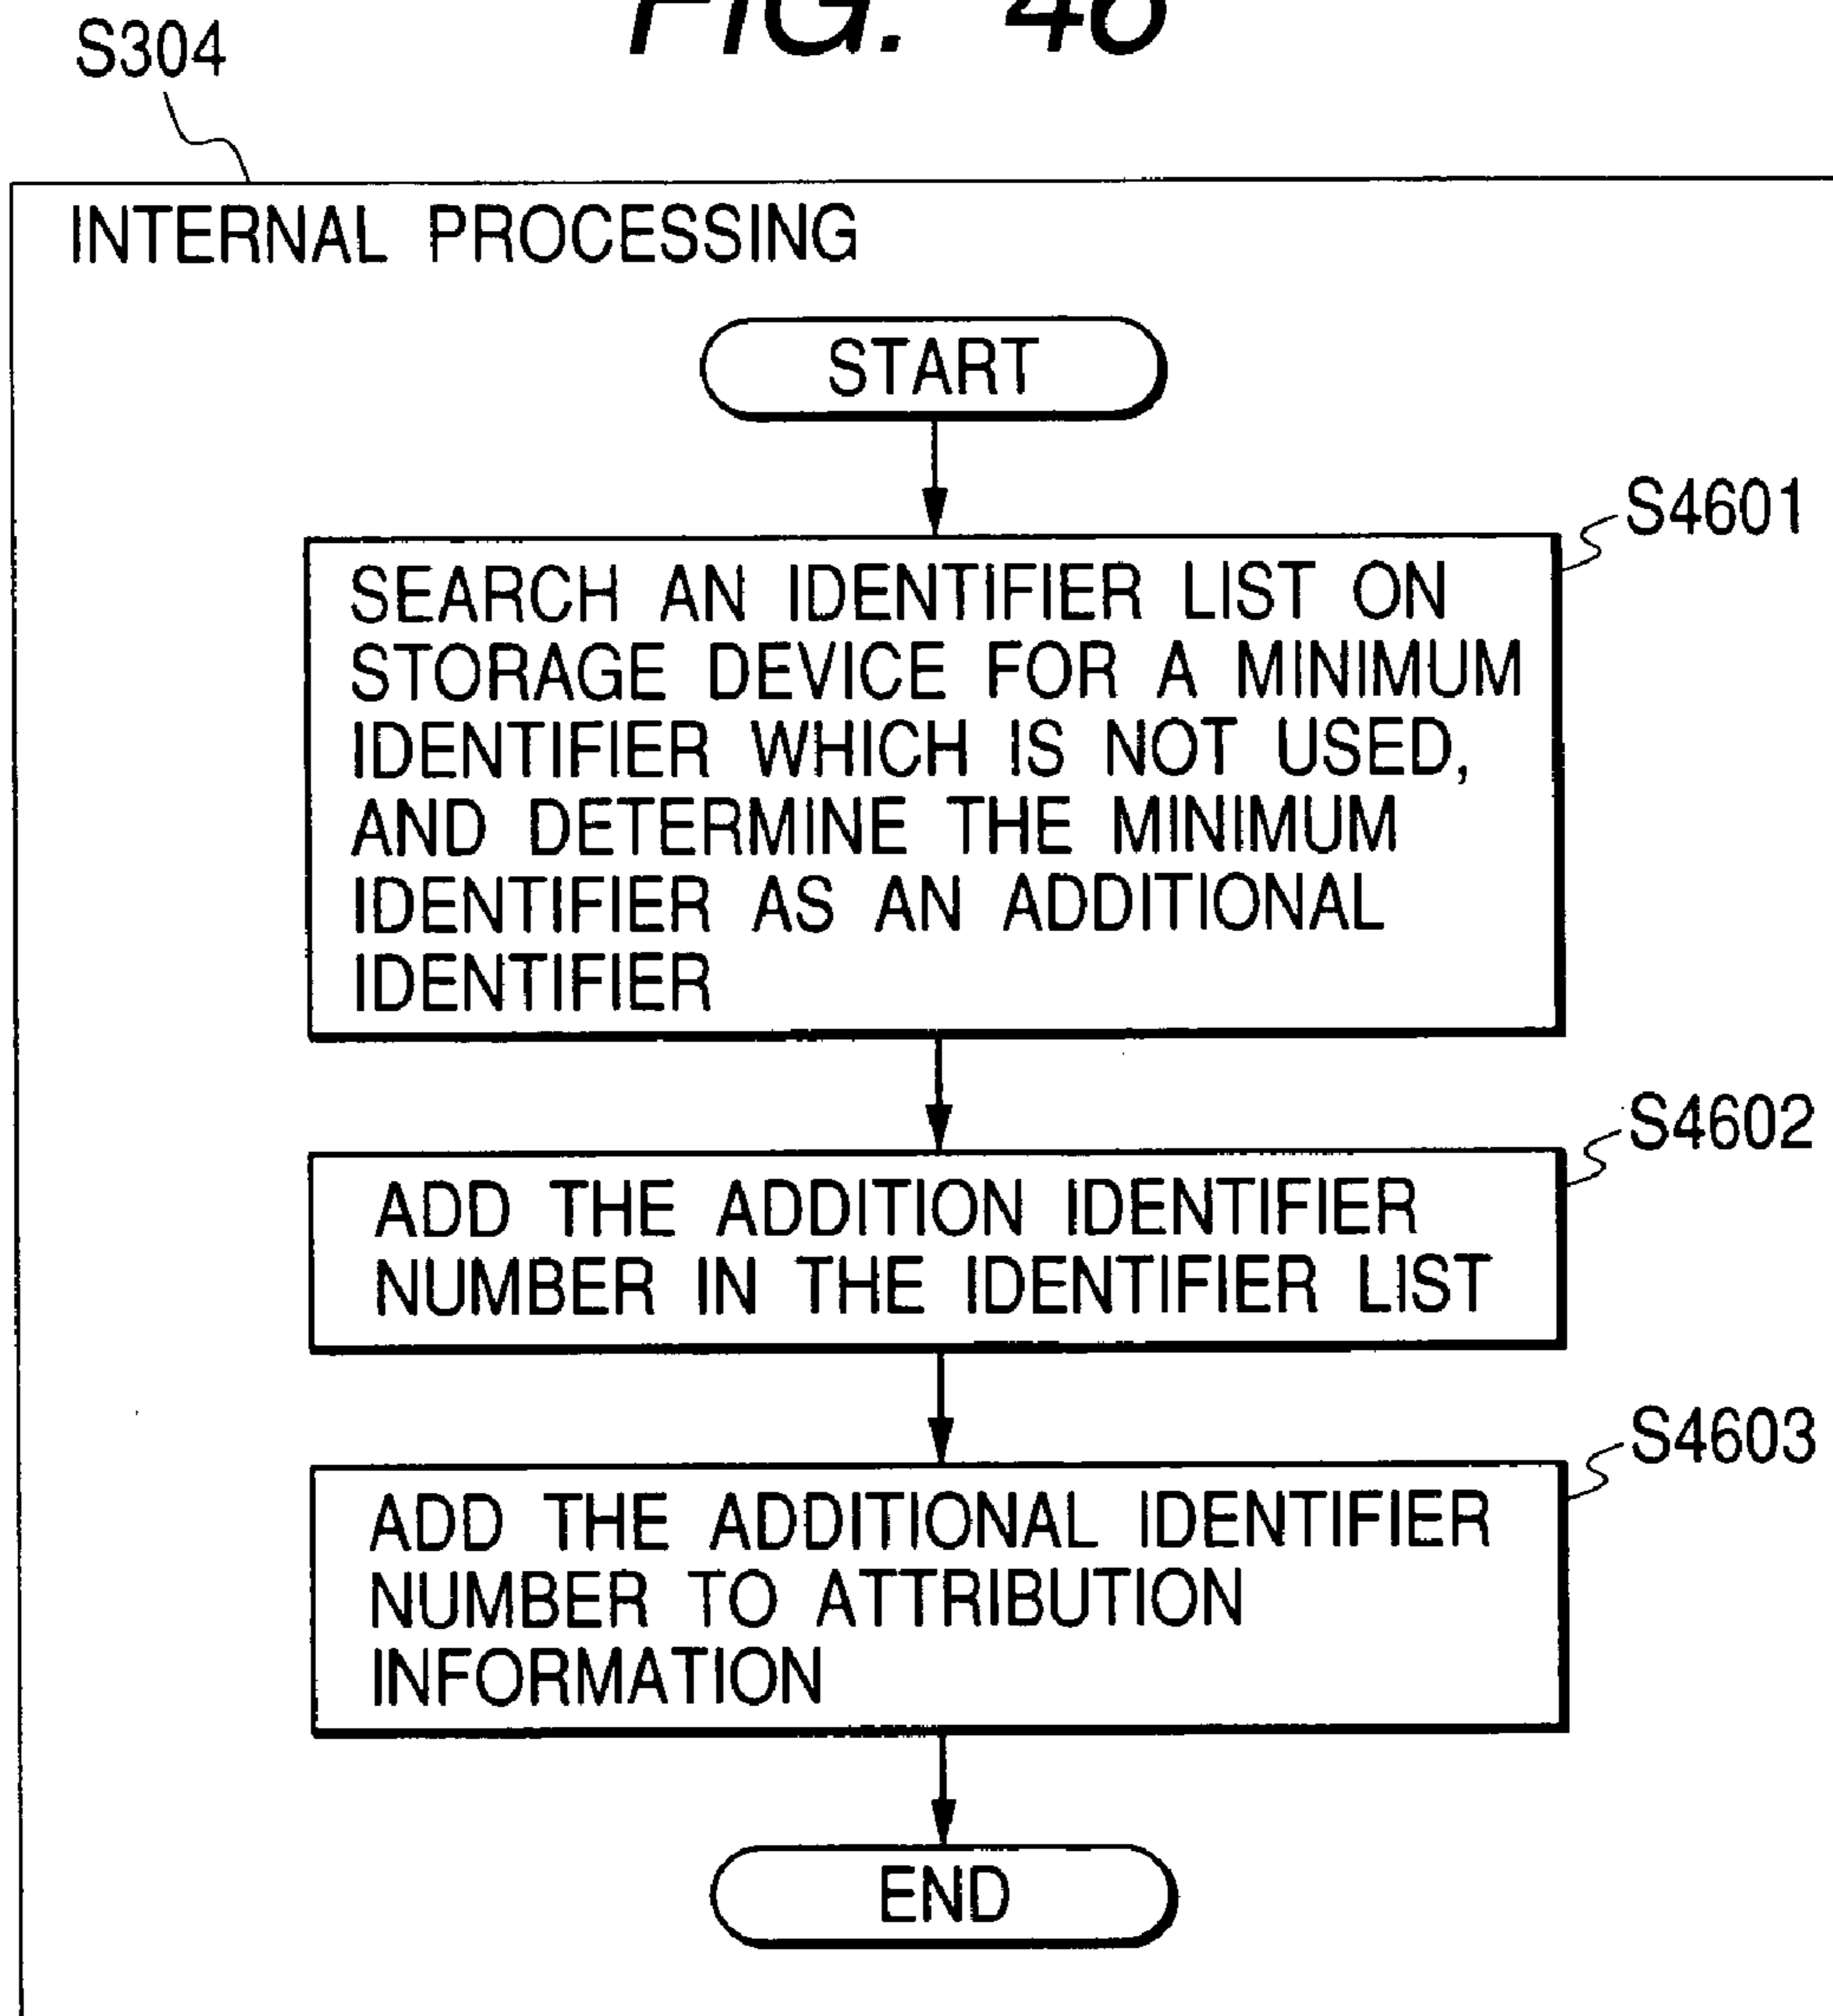 FIG. 46
S304
INTERNAL PROCESSING
START
S4601
SEARCH AN IDENTIFIER LIST ON
STORAGE DEVICE FOR A MINIMUM
IDENTIFIER WHICH IS NOT USED,
AND DETERMINE THE MINIMUM
IDENTIFIER AS AN ADDITIONAL
IDENTIFIER
S4602
ADD THE ADDITION IDENTIFIER
NUMBER IN THE IDENTIFIER LIST
S4603
ADD THE ADDITIONAL IDENTIFIER
NUMBER TO ATTRIBUTION
INFORMATION
END